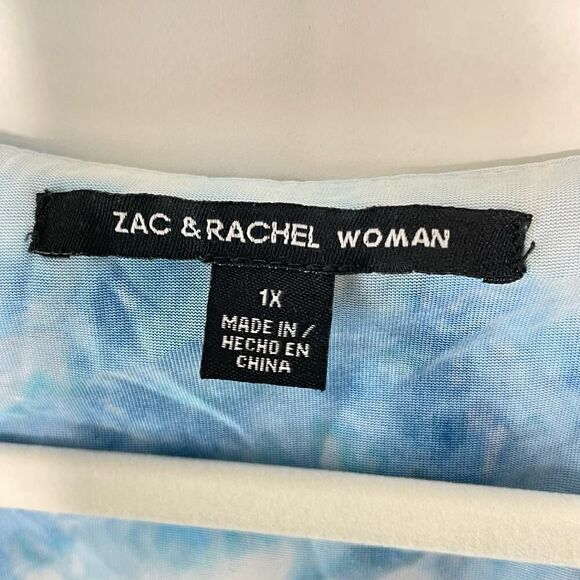 ZAC & RACHEL WOMAN
1X
MADE IN /
HECHO EN
CHINA